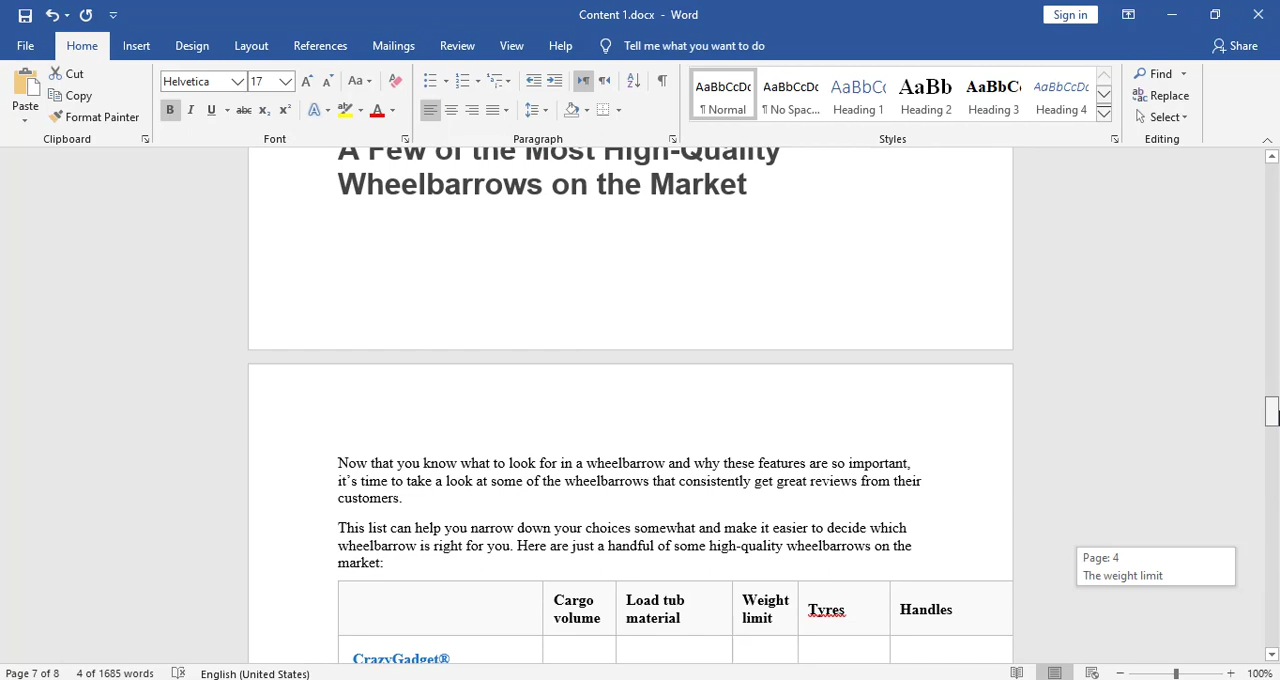 Content 1.docx - Word
Sign in
File Home Insert Design Layout References Mailings Review View Help Tell me what you want to do Share
Paste
Cut
Copy
Format Painter
Clipboard
Helvetica 17
Font
Paragraph
AaBbCcDc AaBbCcDc AaBbC( AaBb AaBbC( AaBbCcDc
¶ Normal ¶ No Spac... Heading 1 Heading 2 Heading 3 Heading 4
Styles
Find
Replace
Select
Editing
A Few of the Most High-Quality
Wheelbarrows on the Market
Now that you know what to look for in a wheelbarrow and why these features are so important,
it’s time to take a look at some of the wheelbarrows that consistently get great reviews from their
customers.
This list can help you narrow down your choices somewhat and make it easier to decide which
wheelbarrow is right for you. Here are just a handful of some high-quality wheelbarrows on the
market:
Cargo volume Load tub material Weight limit Tyres Handles
CrazyGadget®
Page: 4
The weight limit
Page 7 of 8 4 of 1685 words English (United States) 100%